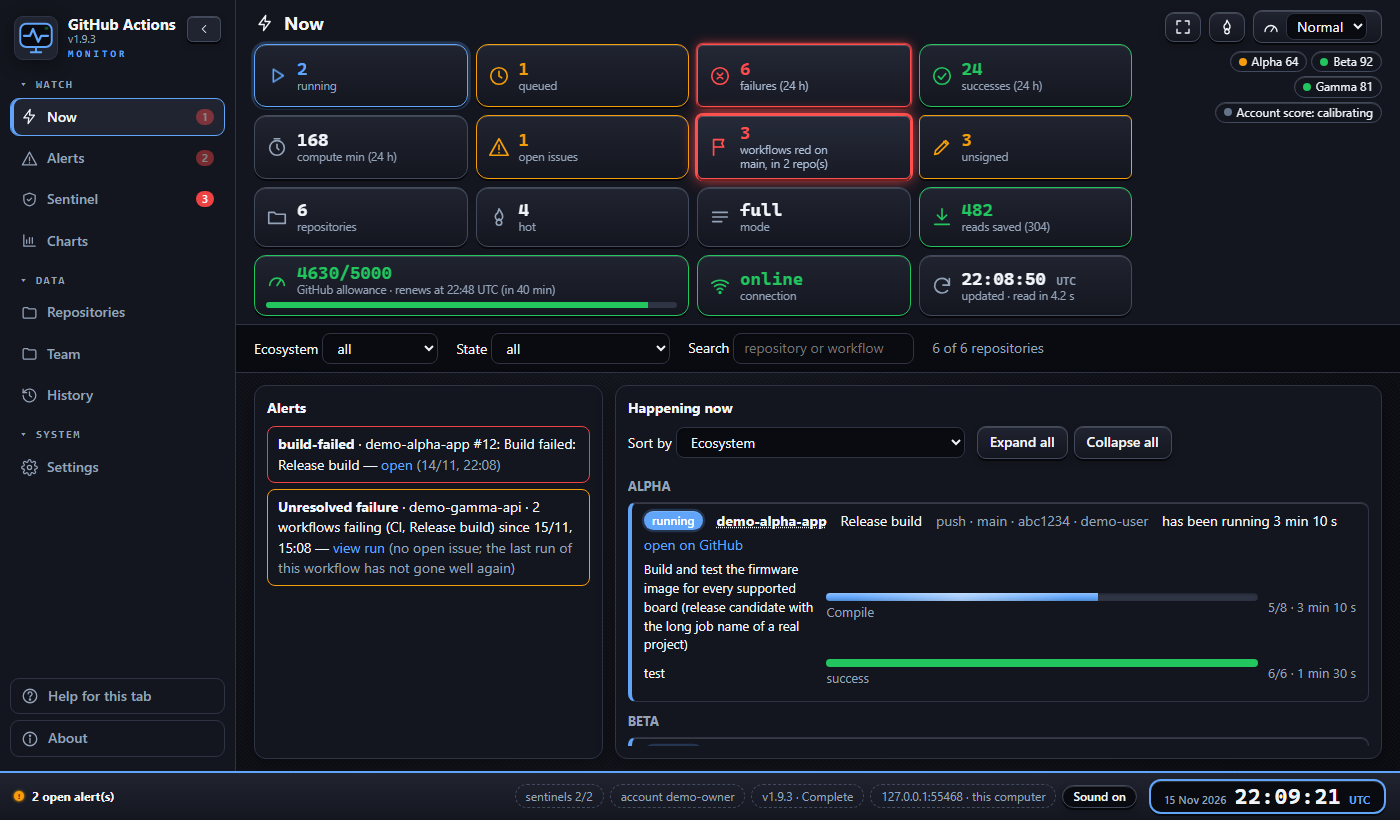 GitHub Actions
v1.9.3
MONITOR
WATCH
Now 1
Alerts 2
Sentinel 3
Charts
DATA
Repositories
Team
History
SYSTEM
Settings
Help for this tab
About
Now
Normal
Alpha 64
Beta 92
Gamma 81
Account score: calibrating
2
running
1
queued
6
failures (24 h)
24
successes (24 h)
168
compute min (24 h)
1
open issues
3
workflows red on
main, in 2 repo(s)
3
unsigned
6
repositories
4
hot
full
mode
482
reads saved (304)
4630/5000
GitHub allowance · renews at 22:48 UTC (in 40 min)
online
connection
22:08:50 UTC
updated · read in 4.2 s
Ecosystem all State all Search repository or workflow 6 of 6 repositories
Alerts
build-failed · demo-alpha-app #12: Build failed:
Release build — open (14/11, 22:08)
Unresolved failure · demo-gamma-api · 2
workflows failing (CI, Release build) since 15/11,
15:08 — view run (no open issue; the last run of
this workflow has not gone well again)
Happening now
Sort by Ecosystem Expand all Collapse all
ALPHA
running demo-alpha-app Release build push · main · abc1234 · demo-user has been running 3 min 10 s
open on GitHub
Build and test the firmware
image for every supported
board (release candidate with
the long job name of a real
project)
Compile
5/8 · 3 min 10 s
test
success
6/6 · 1 min 30 s
BETA
2 open alert(s)
sentinels 2/2
account demo-owner
v1.9.3 · Complete
127.0.0.1:55468 · this computer
Sound on
15 Nov 2026 22:09:21 UTC